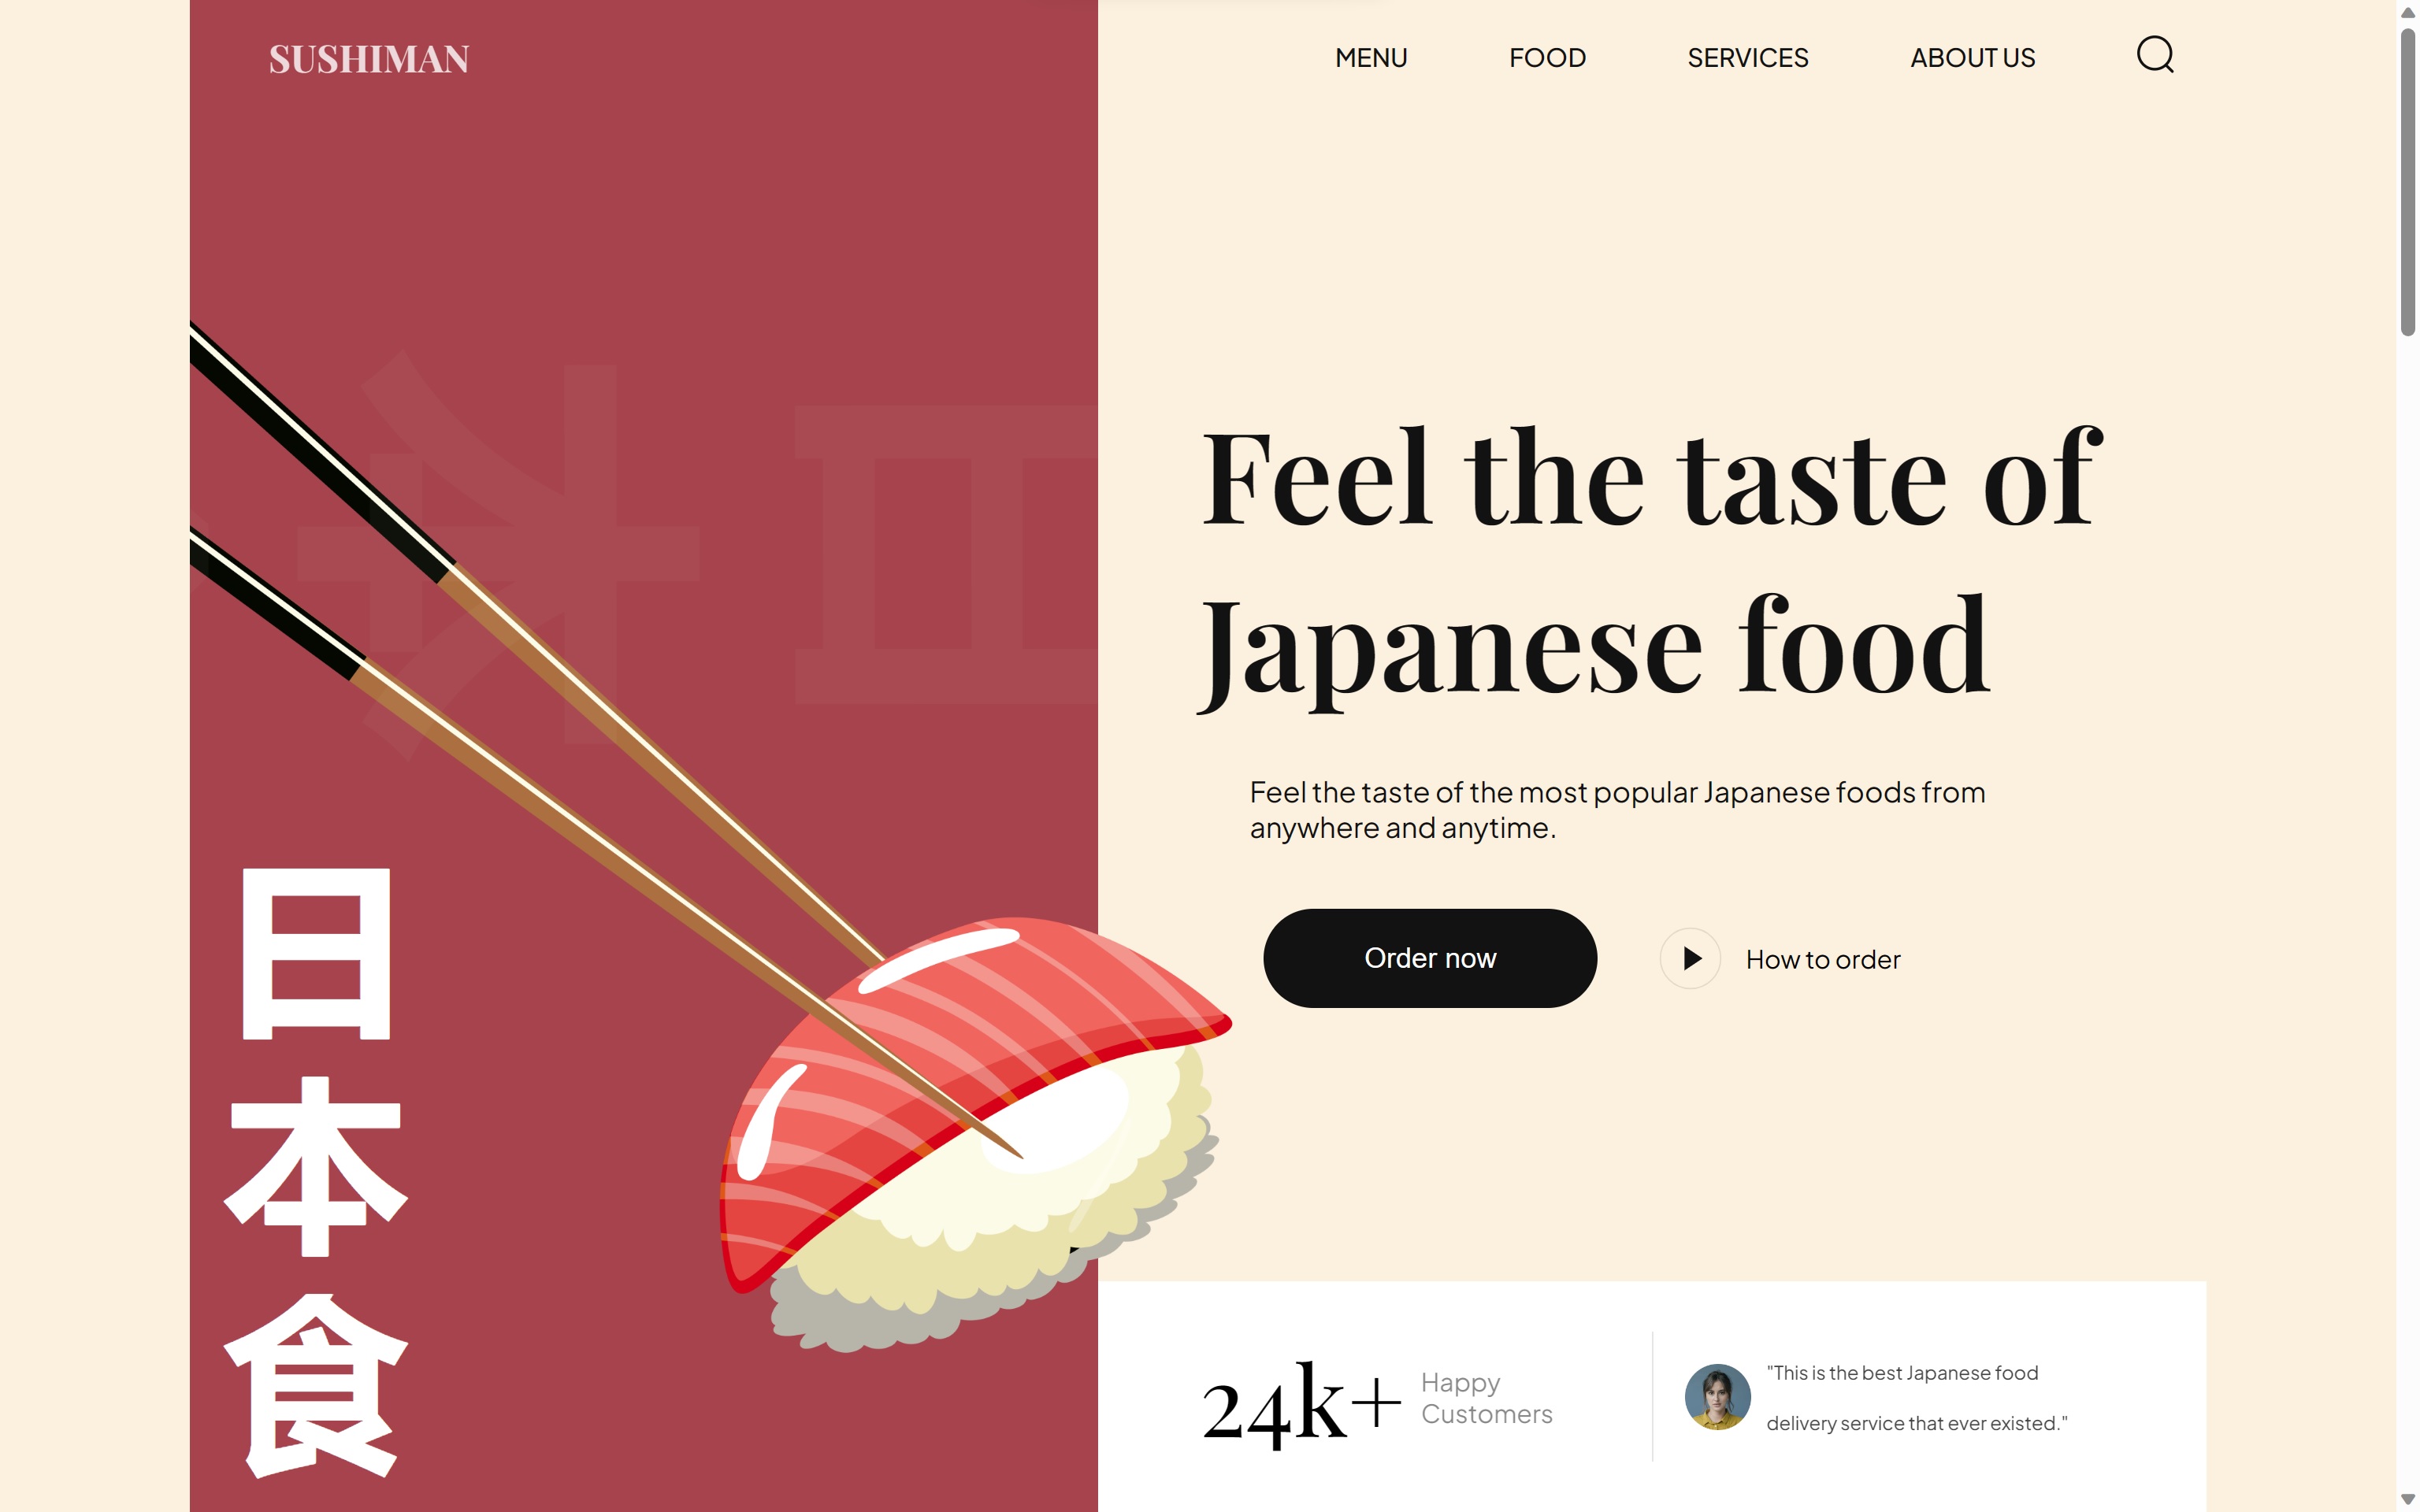 SUSHIMAN
MENU
FOOD
SERVICES
ABOUT US
Feel the taste of
Japanese food
Feel the taste of the most popular Japanese foods from
anywhere and anytime.
Order now
How to order
日
本
食
24k+
Happy
Customers
"This is the best Japanese food
delivery service that ever existed."